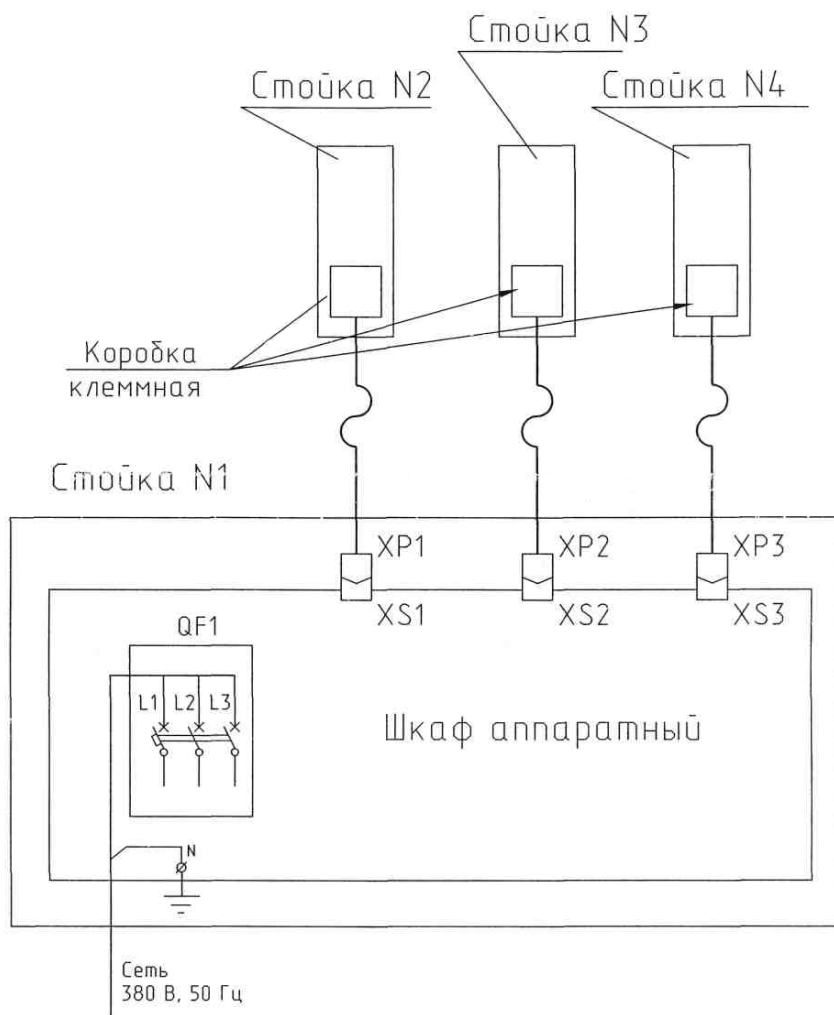 Стойка N3
Стойка N2
Стойка N4
Коробка
клеммная
Стойка N1
XP1
XP2
XP3
XS1
XS2
XS3
QF1
L1 L2 L3
Шкаф аппаратный
N
Сеть
380 В, 50 Гц